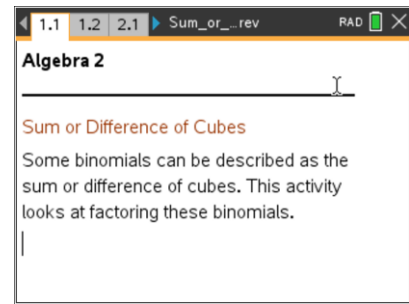 1.1 1.2 2.1 Sum_or_...rev RAD
Algebra 2
Sum or Difference of Cubes
Some binomials can be described as the
sum or difference of cubes. This activity
looks at factoring these binomials.